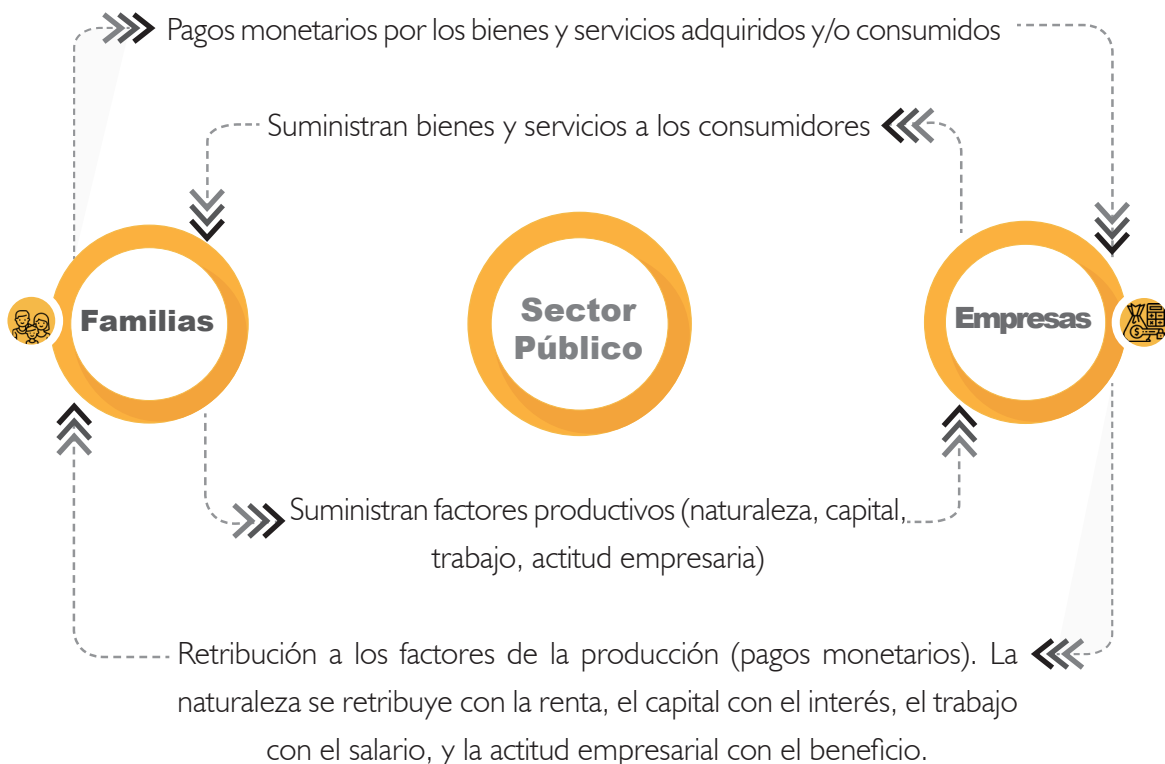 Pagos monetarios por los bienes y servicios adquiridos y/o consumidos
Suministran bienes y servicios a los consumidores
Familias
Sector
Público
Empresas
Suministran factores productivos (naturaleza, capital,
trabajo, actitud empresaria)
Retribución a los factores de la producción (pagos monetarios). La
naturaleza se retribuye con la renta, el capital con el interés, el trabajo
con el salario, y la actitud empresarial con el beneficio.